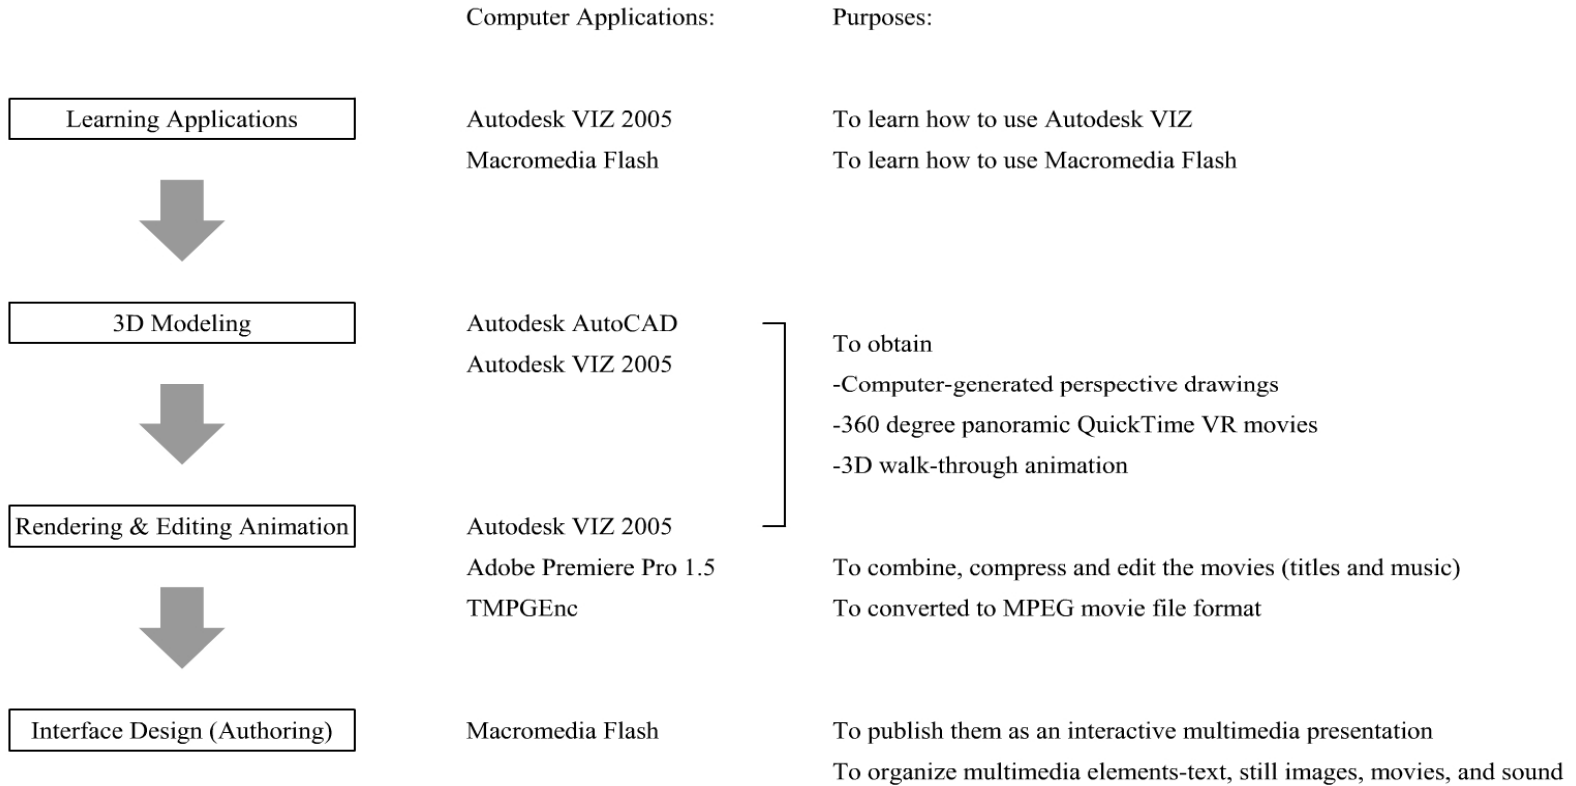 Computer Applications: Purposes:
Learning Applications Autodesk VIZ 2005 To learn how to use Autodesk VIZ
Macromedia Flash To learn how to use Macromedia Flash
3D Modeling Autodesk AutoCAD
To obtain
Autodesk VIZ 2005
-Computer-generated perspective drawings
-360 degree panoramic QuickTime VR movies
-3D walk-through animation
Rendering & Editing Animation Autodesk VIZ 2005
Adobe Premiere Pro 1.5 To combine, compress and edit the movies (titles and music)
TMPGEnc To converted to MPEG movie file format
Interface Design (Authoring) Macromedia Flash To publish them as an interactive multimedia presentation
To organize multimedia elements-text, still images, movies, and sound